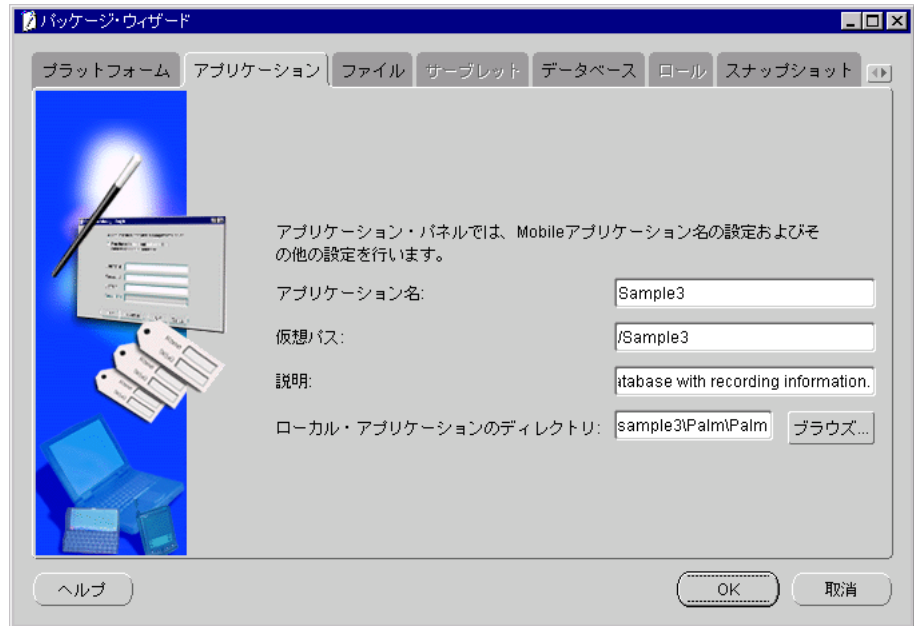 パッケージ・ウィザード
プラットフォーム アプリケーション ファイル サーブレット データベース ロール スナップショット
アプリケーション・パネルでは、Mobileアプリケーション名の設定およびそ
の他の設定を行います。
アプリケーション名: Sample3
仮想パス: /Sample3
説明: atabase with recording information.
ローカル・アプリケーションのディレクトリ: sample3\Palm\Palm ブラウズ...
ヘルプ OK 取消